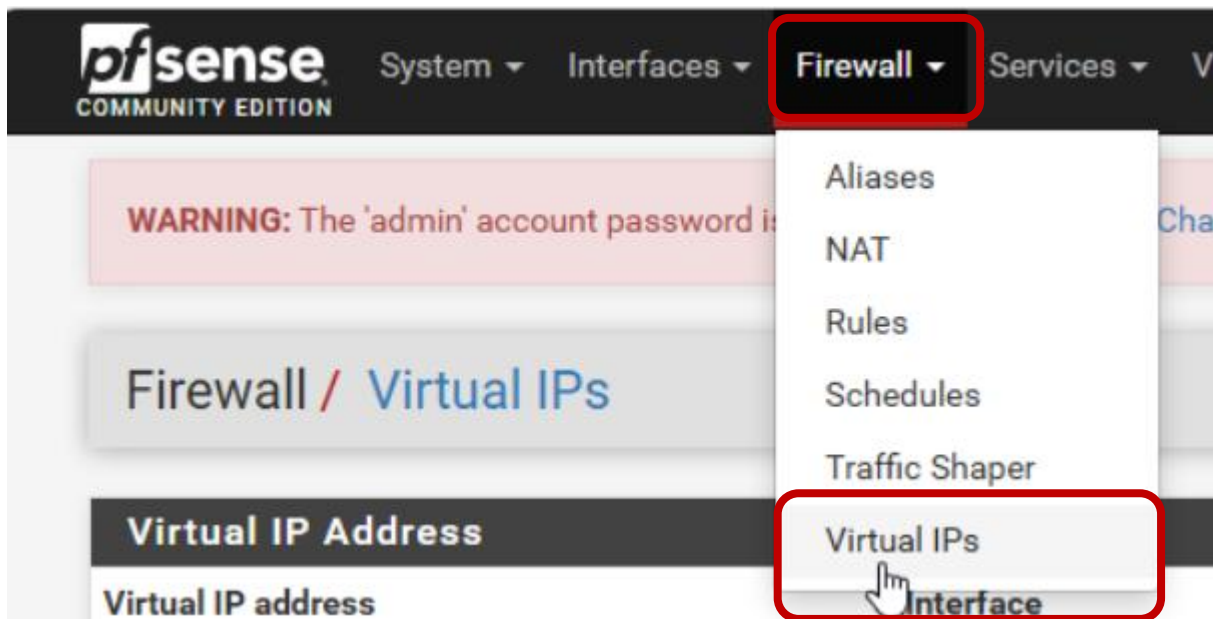 pfsense
COMMUNITY EDITION
System Interfaces Firewall Services V
Aliases
WARNING: The 'admin' account password is Cha
NAT
Rules
Firewall / Virtual IPs
Schedules
Traffic Shaper
Virtual IP Address
Virtual IPs
Virtual IP address Interface